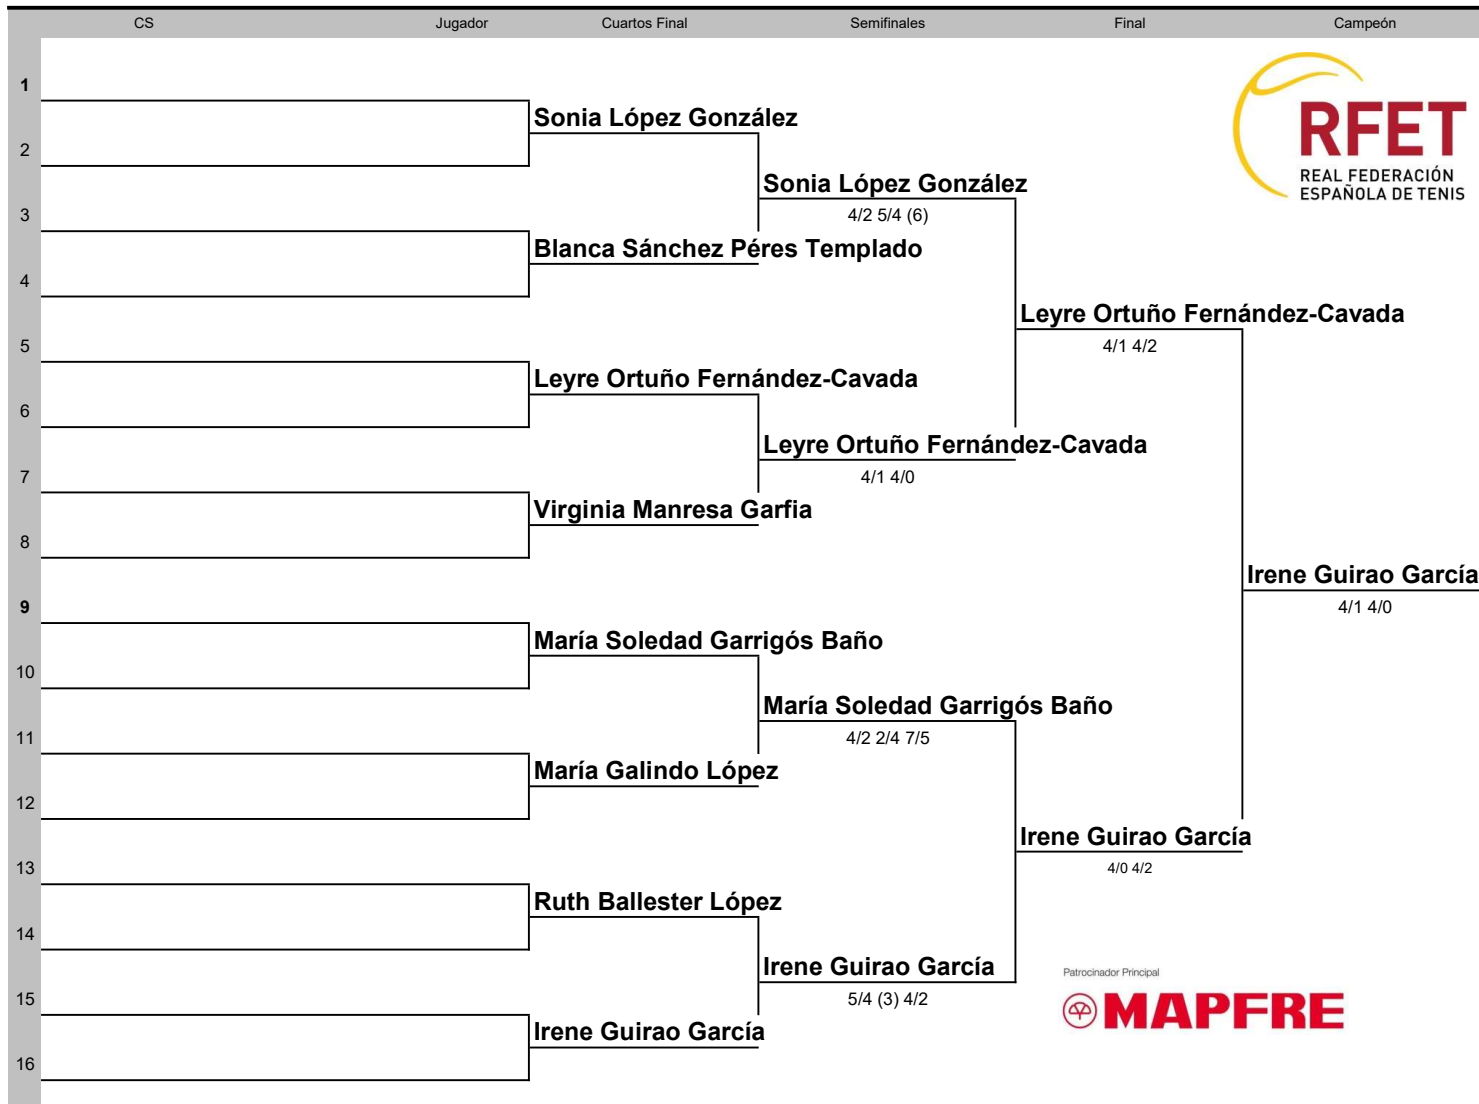 CS Jugador Cuartos Final Semifinales Final Campeón
1
RFET
REAL FEDERACIÓN
ESPAÑOLA DE TENIS
Sonia López González
2
Sonia López González
3
4/2 5/4 (6)
Blanca Sánchez Péres Templado
4
Leyre Ortuño Fernández-Cavada
5
4/1 4/2
Leyre Ortuño Fernández-Cavada
6
Leyre Ortuño Fernández-Cavada
7
4/1 4/0
Virginia Manresa Garfia
8
Irene Guirao García
9
4/1 4/0
María Soledad Garrigós Baño
10
María Soledad Garrigós Baño
11
4/2 2/4 7/5
María Galindo López
12
Irene Guirao García
13
4/0 4/2
Ruth Ballester López
14
Irene Guirao García
Patrocinador Principal
15
5/4 (3) 4/2
MAPFRE
Irene Guirao García
16